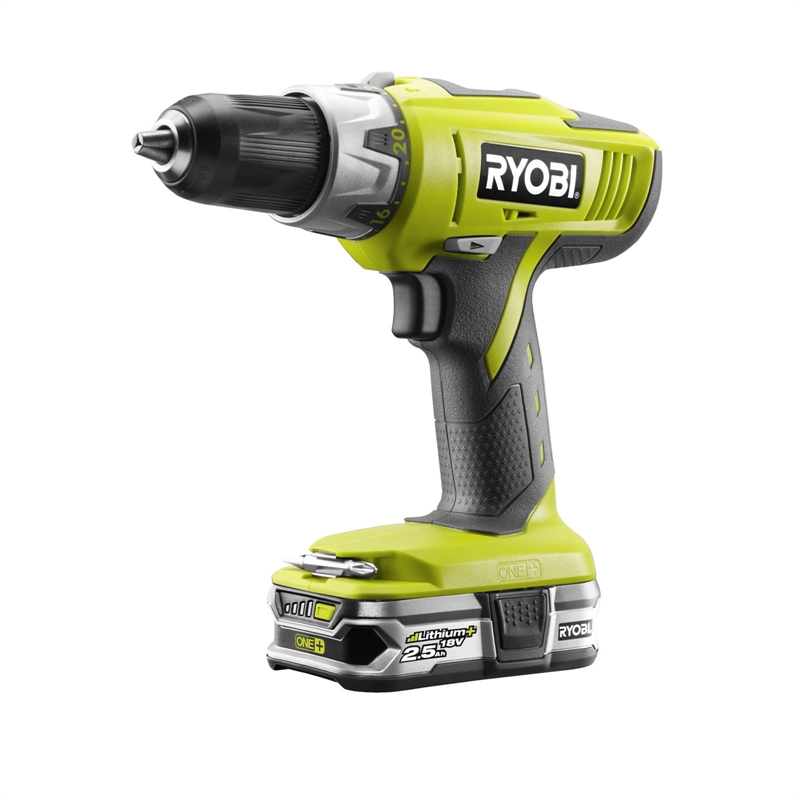 20
16
RYOBI®
ONE+
Lithium+
18V
2.5Ah
ONE+
RYOBI